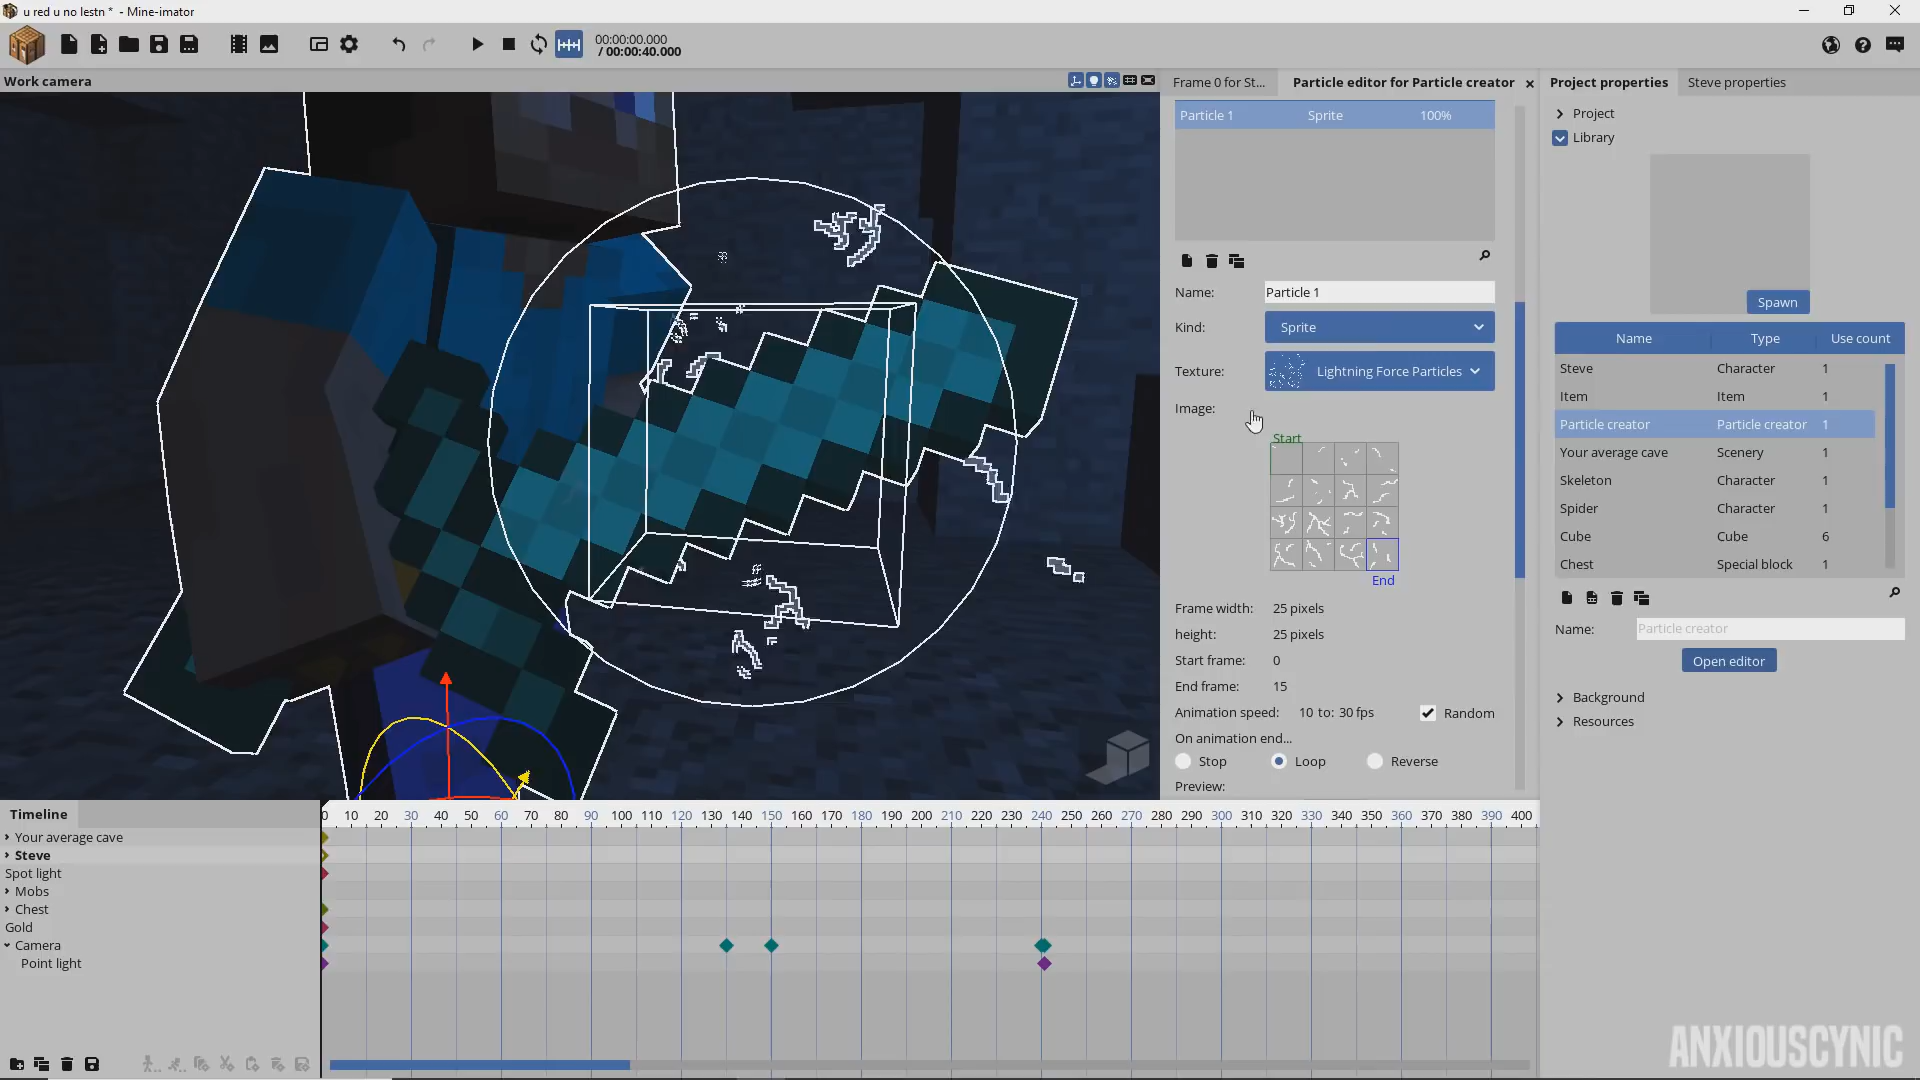 u red u no lestn * - Mine-imator
00:00:00.000
/ 00:00:40.000
Work camera
Frame 0 for St...
Particle editor for Particle creator
Project properties
Steve properties
Particle 1 Sprite 100%
Name: Particle 1
Kind: Sprite
Texture: Lightning Force Particles
Image:
Start
End
Frame width: 25 pixels
height: 25 pixels
Start frame: 0
End frame: 15
Animation speed: 10 to: 30 fps Random
On animation end...
Stop Loop Reverse
Preview:
Project
Library
Spawn
Name Type Use count
Steve Character 1
Item Item 1
Particle creator Particle creator 1
Your average cave Scenery 1
Skeleton Character 1
Spider Character 1
Cube Cube 6
Chest Special block 1
Name: Particle creator
Open editor
Background
Resources
Timeline
0 10 20 30 40 50 60 70 80 90 100 110 120 130 140 150 160 170 180 190 200 210 220 230 240 250 260 270 280 290 300 310 320 330 340 350 360 370 380 390 400
Your average cave
Steve
Spot light
Mobs
Chest
Gold
Camera
Point light
ANXIOUSCYNIC